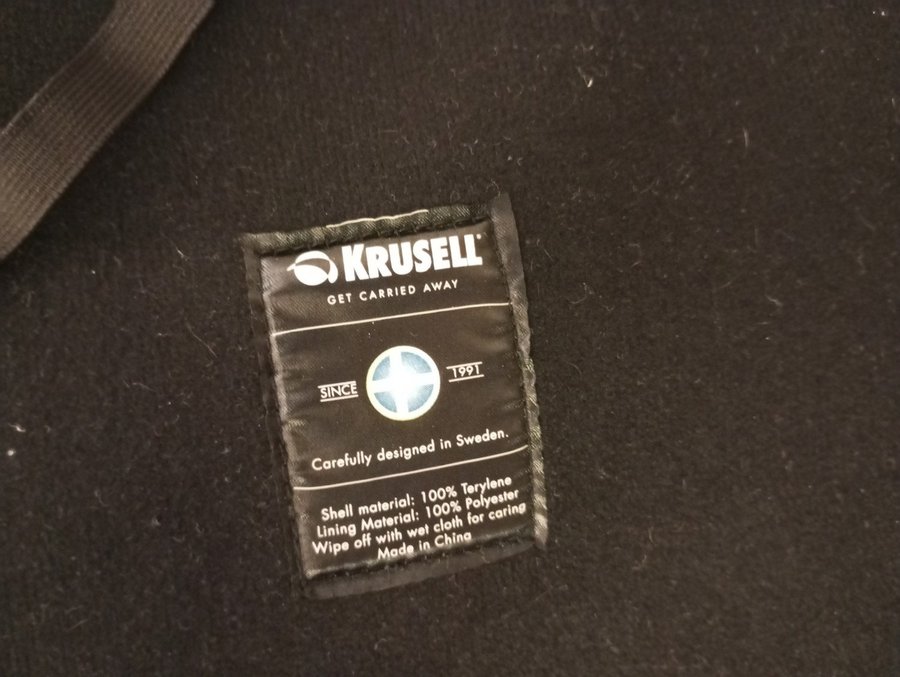 KRUSELL
GET CARRIED AWAY
SINCE 1991
Carefully designed in Sweden.
Shell material: 100% Terylene
Lining Material: 100% Polyester
Wipe off with wet cloth for caring
Made in China